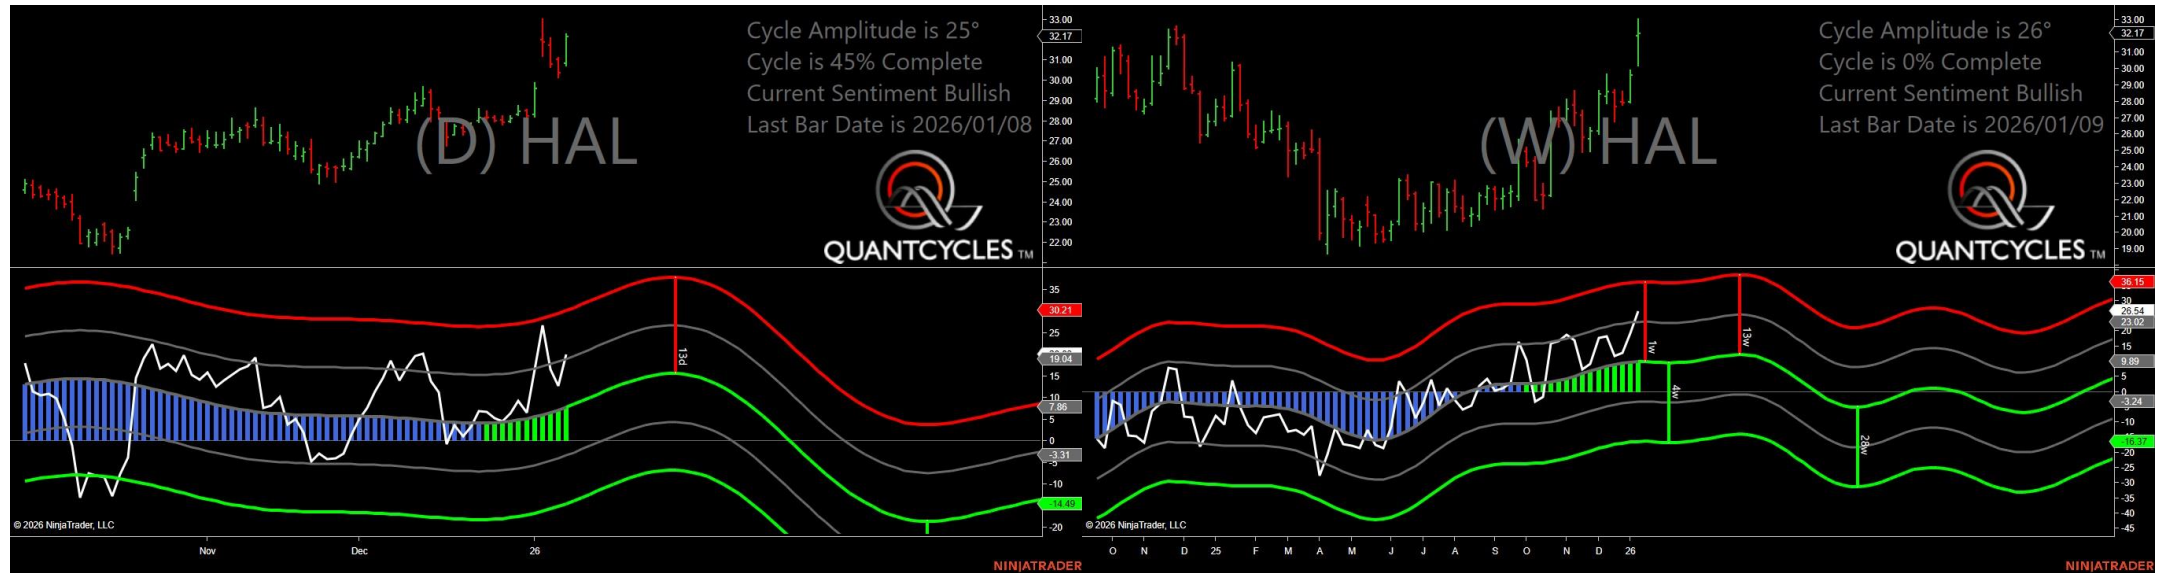 Cycle Amplitude is 25°
Cycle is 45% Complete
Current Sentiment Bullish
Last Bar Date is 2026/01/08
(D) HAL
QUANTCYCLES TM
33.00
32.17
31.00
30.00
29.00
28.00
27.00
26.00
25.00
24.00
23.00
22.00
35
30.21
25
19.04
15
10
7.86
5
0
-3.31
-5
-10
-14.49
-20
13d
© 2026 NinjaTrader, LLC
Nov Dec 26
NINJATRADER
Cycle Amplitude is 26°
Cycle is 0% Complete
Current Sentiment Bullish
Last Bar Date is 2026/01/09
(W) HAL
QUANTCYCLES TM
33.00
32.17
31.00
30.00
29.00
28.00
27.00
26.00
25.00
24.00
23.00
22.00
21.00
20.00
19.00
36.15
30
26.54
23.02
20
15
9.89
5
0
-3.24
-10
-16.37
-20
-25
-30
-35
-40
-45
1w
4w
13w
28w
© 2026 NinjaTrader, LLC
O N D 25 F M A M J J A S O N D 26
NINJATRADER